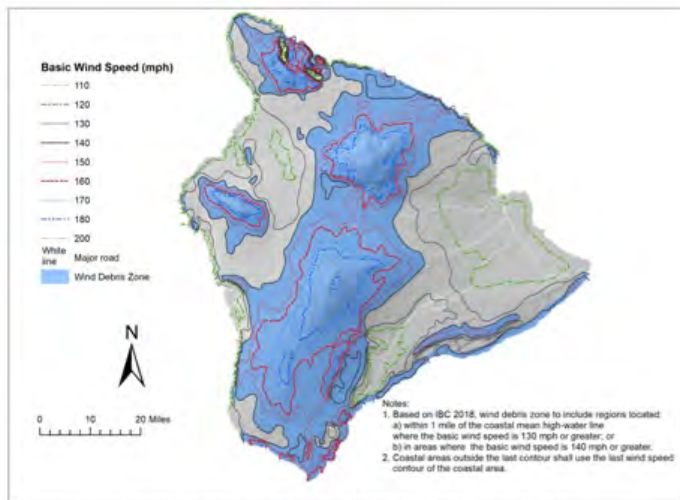 Basic Wind Speed (mph)
110
120
130
140
150
160
170
180
200
White line Major road
Wind Debris Zone
N
0 10 20 Miles
Notes:
1. Based on IBC 2018, wind debris zone to include regions located:
a) within 1 mile of the coastal mean high-water line
where the basic wind speed is 130 mph or greater; or
b) in areas where the basic wind speed is 140 mph or greater.
2. Coastal areas outside the last contour shall use the last wind speed
contour of the coastal area.